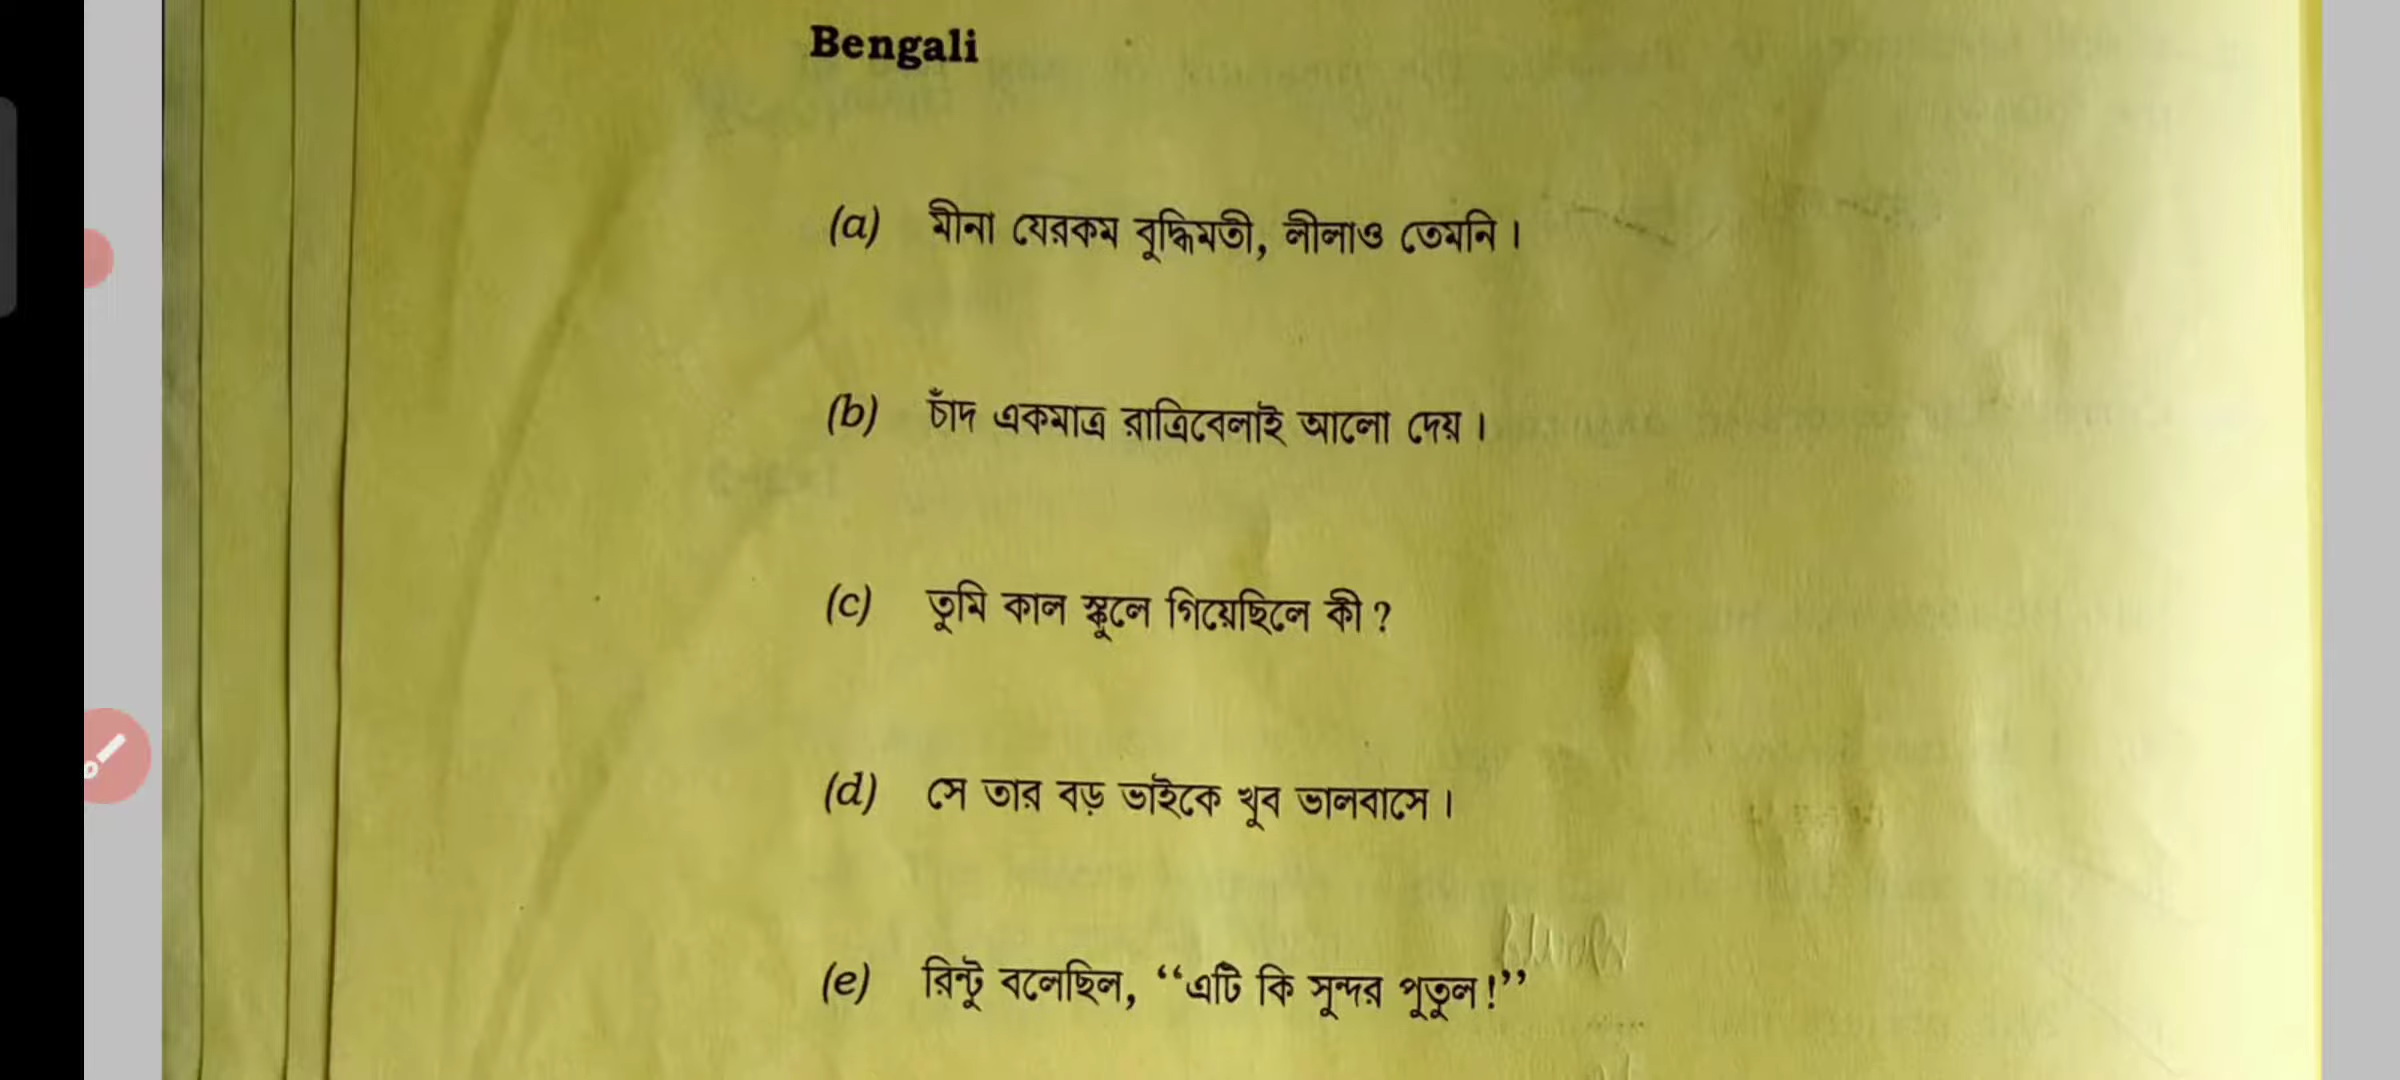 Bengali
(a) মীনা যেরকম বুদ্ধিমতী, লীলাও তেমনি।
(b) চাঁদ একমাত্র রাত্রিবেলাই আলো দেয়।
(c) তুমি কাল স্কুলে গিয়েছিলে কী?
(d) সে তার বড় ভাইকে খুব ভালবাসে।
(e) রিন্টু বলেছিল, “এটি কি সুন্দর পুতুল!”